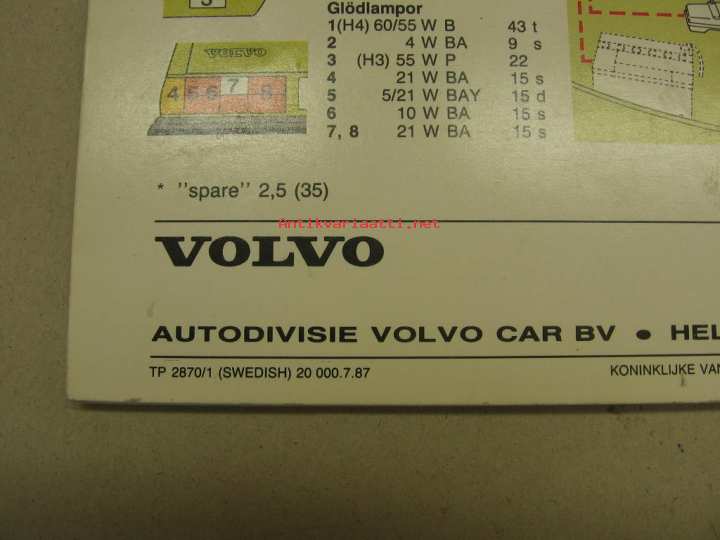 3
Glödlampor
1(H4) 60/55 W B 43 t
2 4 W BA 9 s
3 (H3) 55 W P 22
4 21 W BA 15 s
5 5/21 W BAY 15 d
6 10 W BA 15 s
7, 8 21 W BA 15 s
VOLVO
4 5 6 7 8
* "spare" 2,5 (35)
Antikvariaatti.net
VOLVO
AUTODIVISIE VOLVO CAR BV • HEL
TP 2870/1 (SWEDISH) 20 000.7.87
KONINKLIJKE VAN